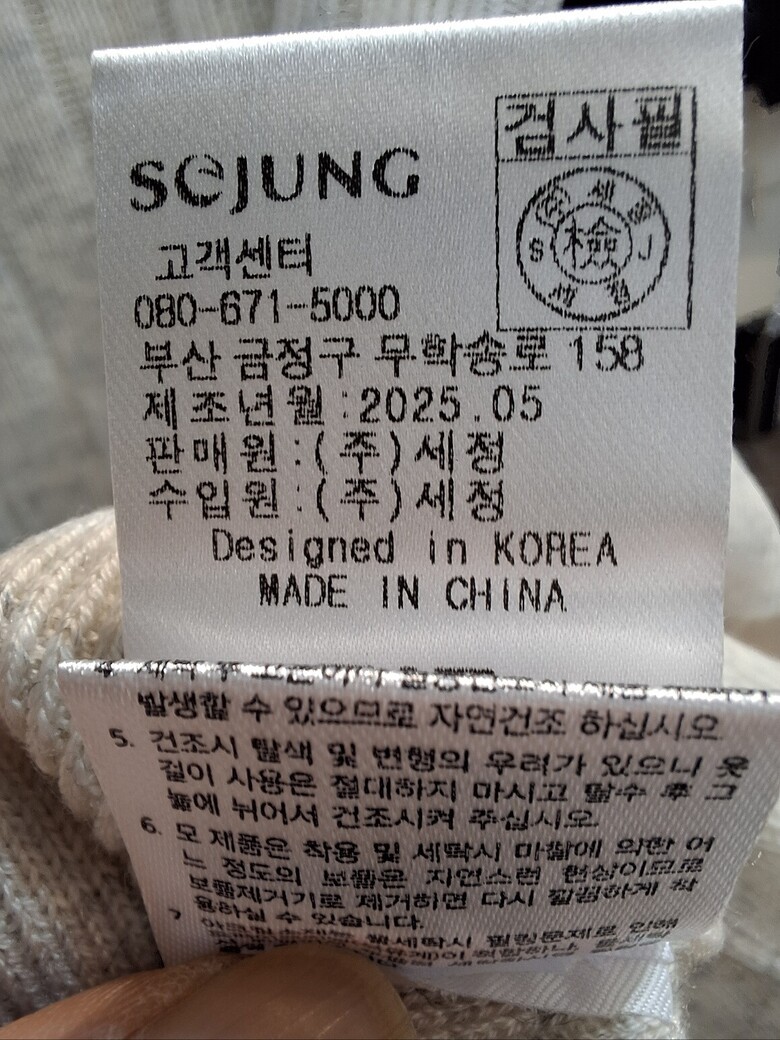 SEJUNG
검사필
세정
S 檢 J
고객센터
080-671-5000
부산 금정구 무학송로 158
제조년월:2025.05
판매원:(주)세정
수입원:(주)세정
Designed in KOREA
MADE IN CHINA
발생할 수 있으므로 자연건조 하십시오
5. 건조시 탈색 및 변형의 우려가 있으니 옷
걸이 사용은 절대하지 마시고 탈수 후 그
늘에 뉘어서 건조시켜 주십시오.
6. 모 제품은 착용 및 세탁시 마찰에 의한 어
느 정도의 보풀은 자연스런 현상이므로
보풀제거기로 제거하면 다시 깔끔하게 착
용하실 수 있습니다.
7